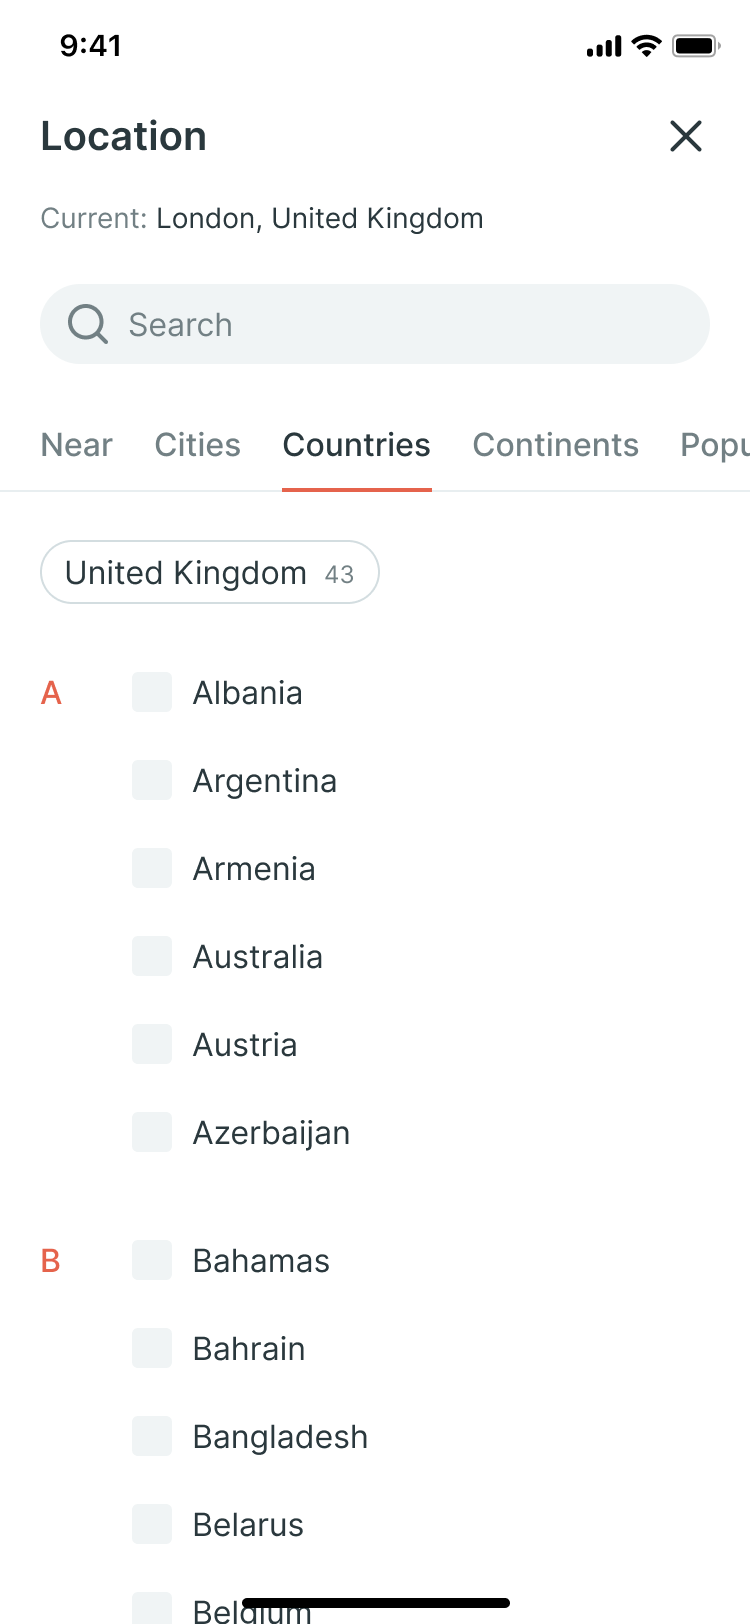 9:41
Location
Current: London, United Kingdom
Search
Near Cities Countries Continents Popu
United Kingdom 43
A Albania
Argentina
Armenia
Australia
Austria
Azerbaijan
B Bahamas
Bahrain
Bangladesh
Belarus
Belgium